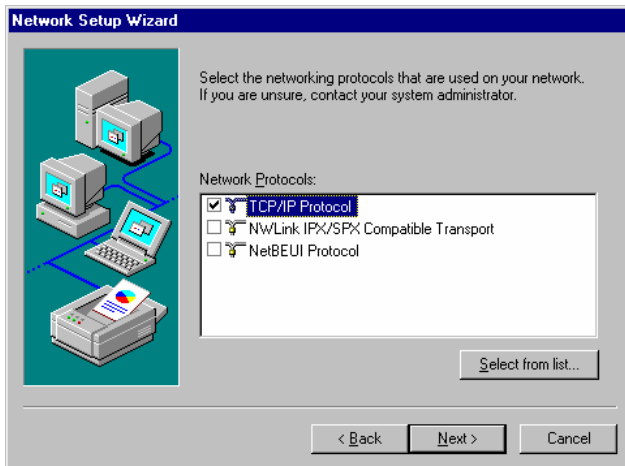 Network Setup Wizard
Select the networking protocols that are used on your network.
If you are unsure, contact your system administrator.
Network Protocols:
TCP/IP Protocol
NWLink IPX/SPX Compatible Transport
NetBEUI Protocol
Select from list...
< Back
Next >
Cancel